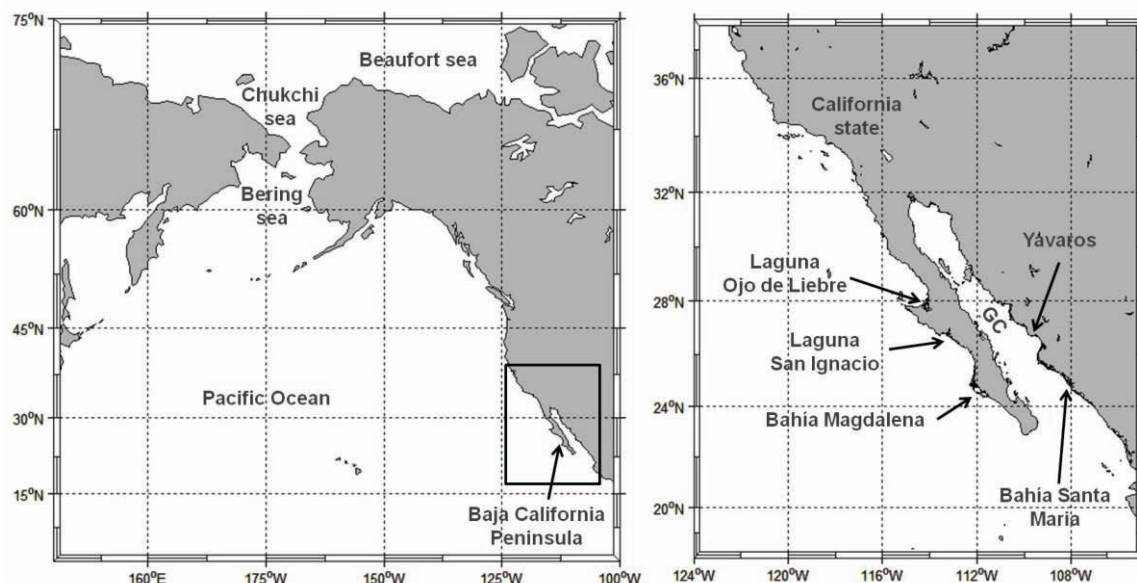 75°N
60°N
45°N
30°N
15°N
160°E
175°W
150°W
125°W
100°W
Beaufort sea
Chukchi
sea
Bering
sea
Pacific Ocean
Baja California
Peninsula
36°N
32°N
28°N
24°N
20°N
124°W
120°W
116°W
112°W
108°W
California
state
Yavaros
Laguna
Ojo de Liebre
GC
Laguna
San Ignacio
Bahía Magdalena
Bahía Santa
María